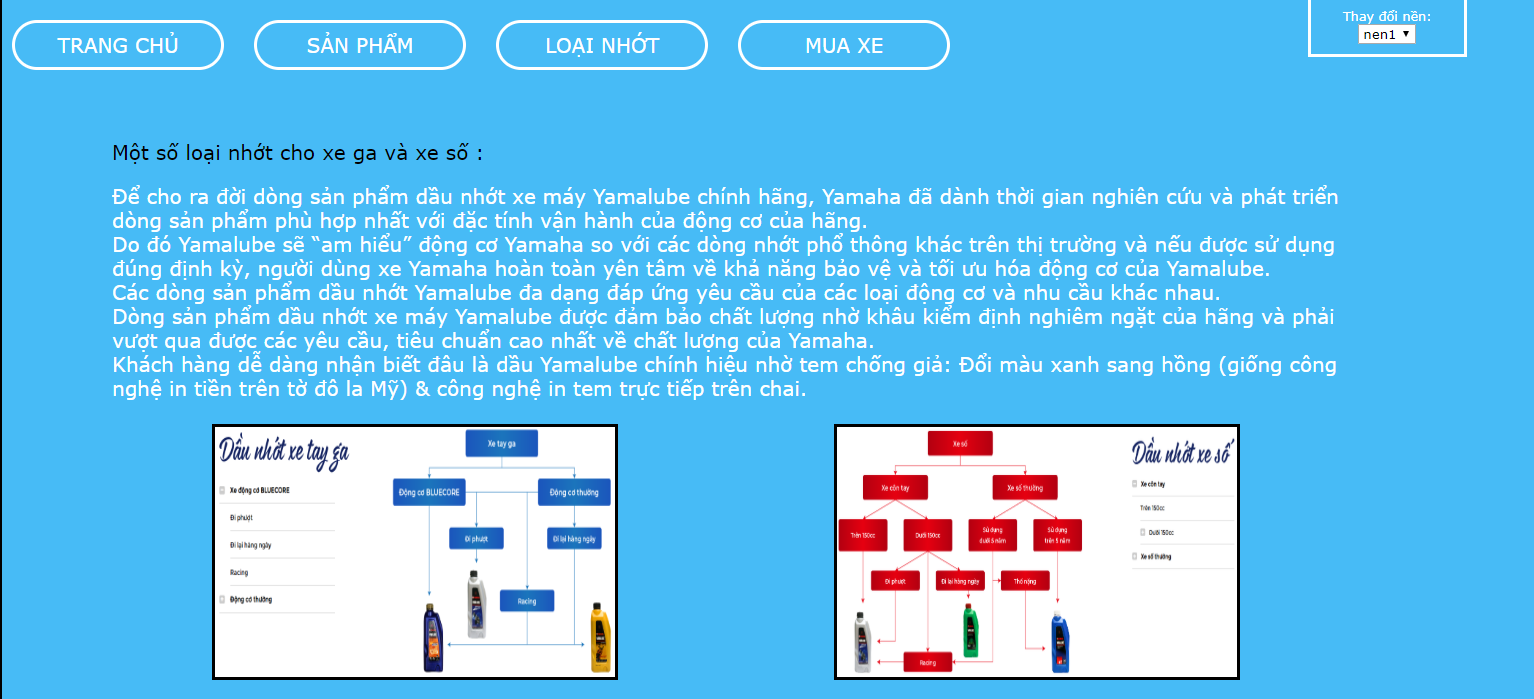 TRANG CHỦ
SẢN PHẨM
LOẠI NHỚT
MUA XE
Thay đổi nền:
nen1
Một số loại nhớt cho xe ga và xe số :
Để cho ra đời dòng sản phẩm dầu nhớt xe máy Yamalube chính hãng, Yamaha đã dành thời gian nghiên cứu và phát triển
dòng sản phẩm phù hợp nhất với đặc tính vận hành của động cơ của hãng.
Do đó Yamalube sẽ “am hiểu” động cơ Yamaha so với các dòng nhớt phổ thông khác trên thị trường và nếu được sử dụng
đúng định kỳ, người dùng xe Yamaha hoàn toàn yên tâm về khả năng bảo vệ và tối ưu hóa động cơ của Yamalube.
Các dòng sản phẩm dầu nhớt Yamalube đa dạng đáp ứng yêu cầu của các loại động cơ và nhu cầu khác nhau.
Dòng sản phẩm dầu nhớt xe máy Yamalube được đảm bảo chất lượng nhờ khâu kiểm định nghiêm ngặt của hãng và phải
vượt qua được các yêu cầu, tiêu chuẩn cao nhất về chất lượng của Yamaha.
Khách hàng dễ dàng nhận biết đâu là dầu Yamalube chính hiệu nhờ tem chống giả: Đổi màu xanh sang hồng (giống công
nghệ in tiền trên tờ đô la Mỹ) & công nghệ in tem trực tiếp trên chai.
Dầu nhớt xe tay ga
Xe động cơ BLUECORE
Đi phượt
Đi lại hàng ngày
Racing
Động cơ thường
Xe tay ga
Động cơ BLUECORE
Động cơ thường
Đi phượt
Đi lại hàng ngày
Racing
Xe số
Xe côn tay
Xe số thường
Trên 150cc
Dưới 150cc
Sử dụng
dưới 5 năm
Sử dụng
trên 5 năm
Đi phượt
Đi lại hàng ngày
Thồ nặng
Racing
Dầu nhớt xe số
Xe côn tay
Trên 150cc
Dưới 150cc
Xe số thường